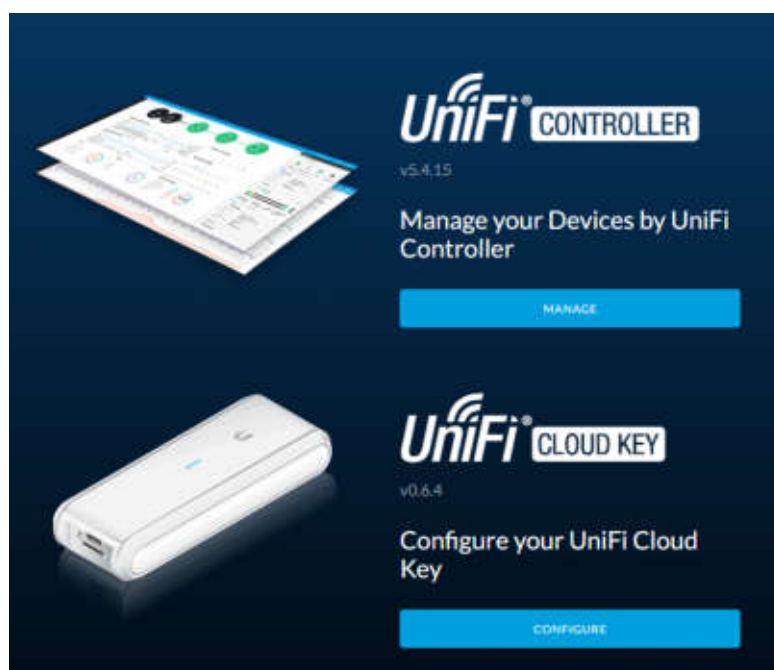 UniFi® CONTROLLER
v5.4.15
Manage your Devices by UniFi
Controller
MANAGE
UniFi® CLOUD KEY
v0.6.4
Configure your UniFi Cloud
Key
CONFIGURE